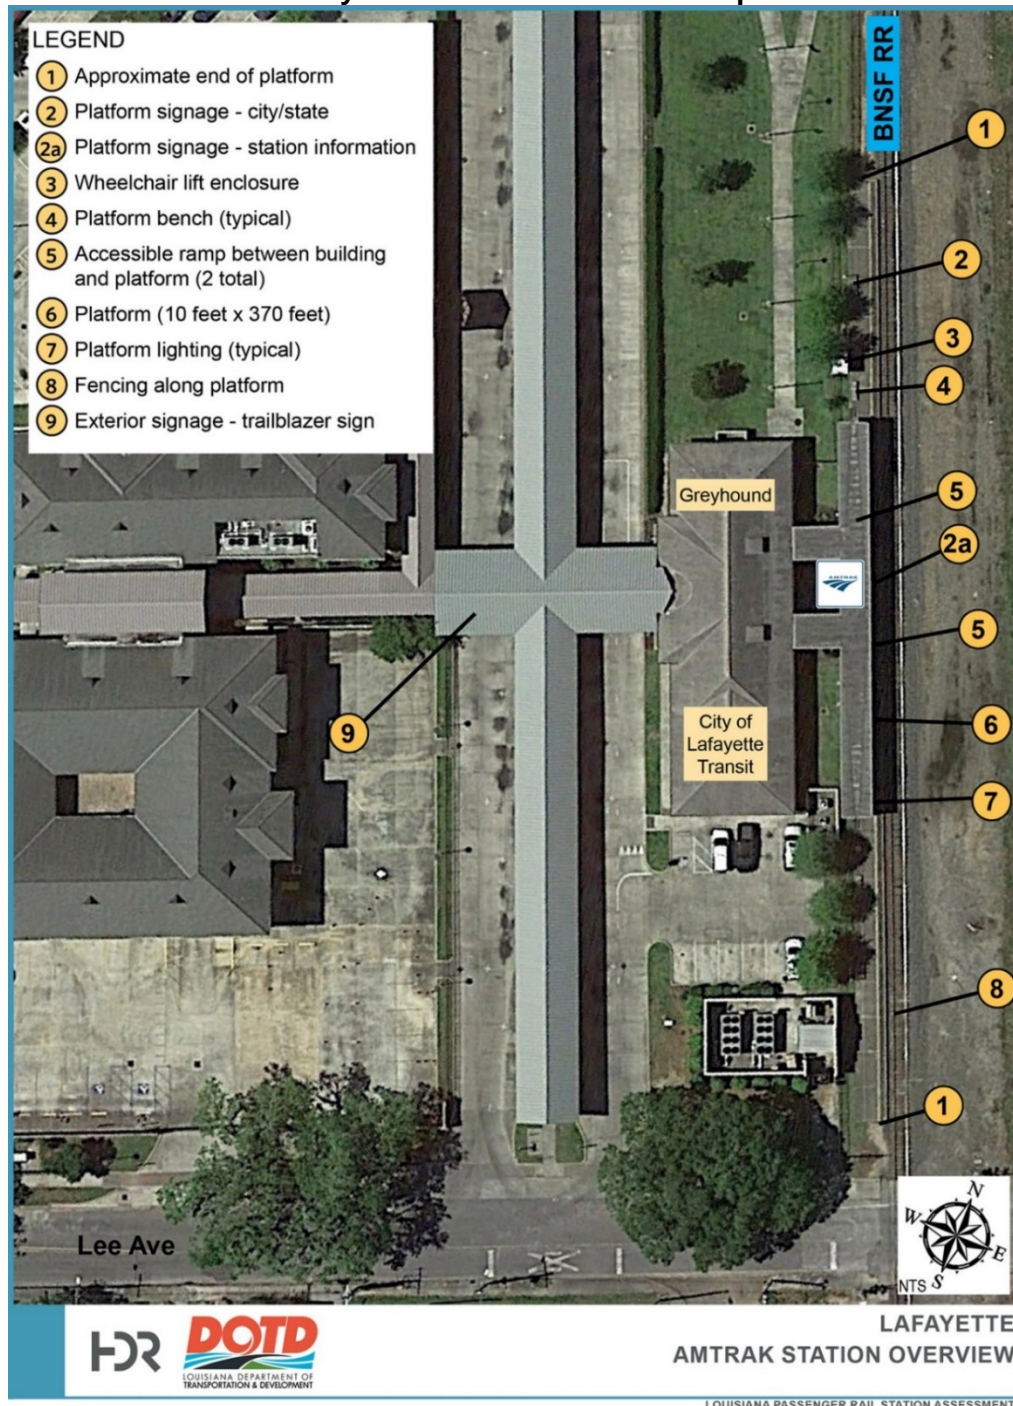 LEGEND
1 Approximate end of platform
2 Platform signage - city/state
2a Platform signage - station information
3 Wheelchair lift enclosure
4 Platform bench (typical)
5 Accessible ramp between building
and platform (2 total)
6 Platform (10 feet x 370 feet)
7 Platform lighting (typical)
8 Fencing along platform
9 Exterior signage - trailblazer sign
BNSF RR
1
2
3
4
Greyhound
5
2a
AMTRAK
5
9
City of
Lafayette
Transit
6
7
8
1
Lee Ave
N
W
E
S
NTS
HDR
DOTD
LOUISIANA DEPARTMENT OF
TRANSPORTATION & DEVELOPMENT
LAFAYETTE
AMTRAK STATION OVERVIEW
LOUISIANA PASSENGER RAIL STATION ASSESSMENT